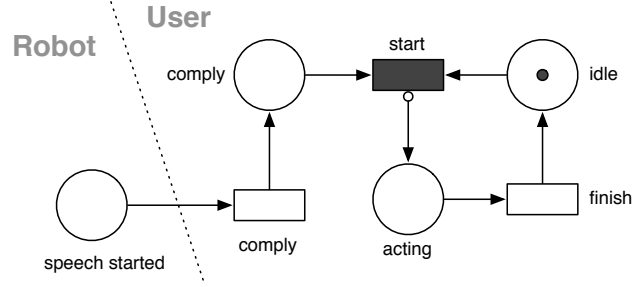 User
Robot
start
comply
idle
finish
comply
acting
speech started